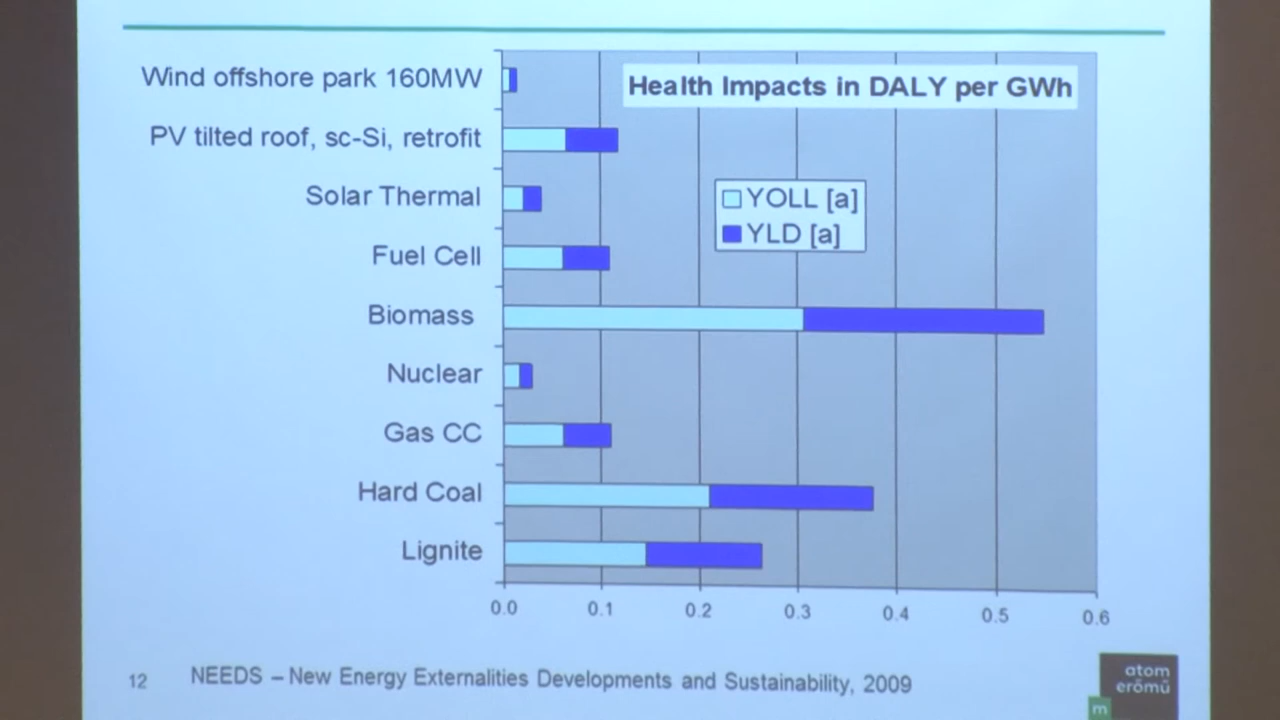 Health Impacts in DALY per GWh
Wind offshore park 160MW
PV tilted roof, sc-Si, retrofit
Solar Thermal
Fuel Cell
Biomass
Nuclear
Gas CC
Hard Coal
Lignite
YOLL [a]
YLD [a]
0.0 0.1 0.2 0.3 0.4 0.5 0.6
12 NEEDS – New Energy Externalities Developments and Sustainability, 2009
atom
erőmű
m